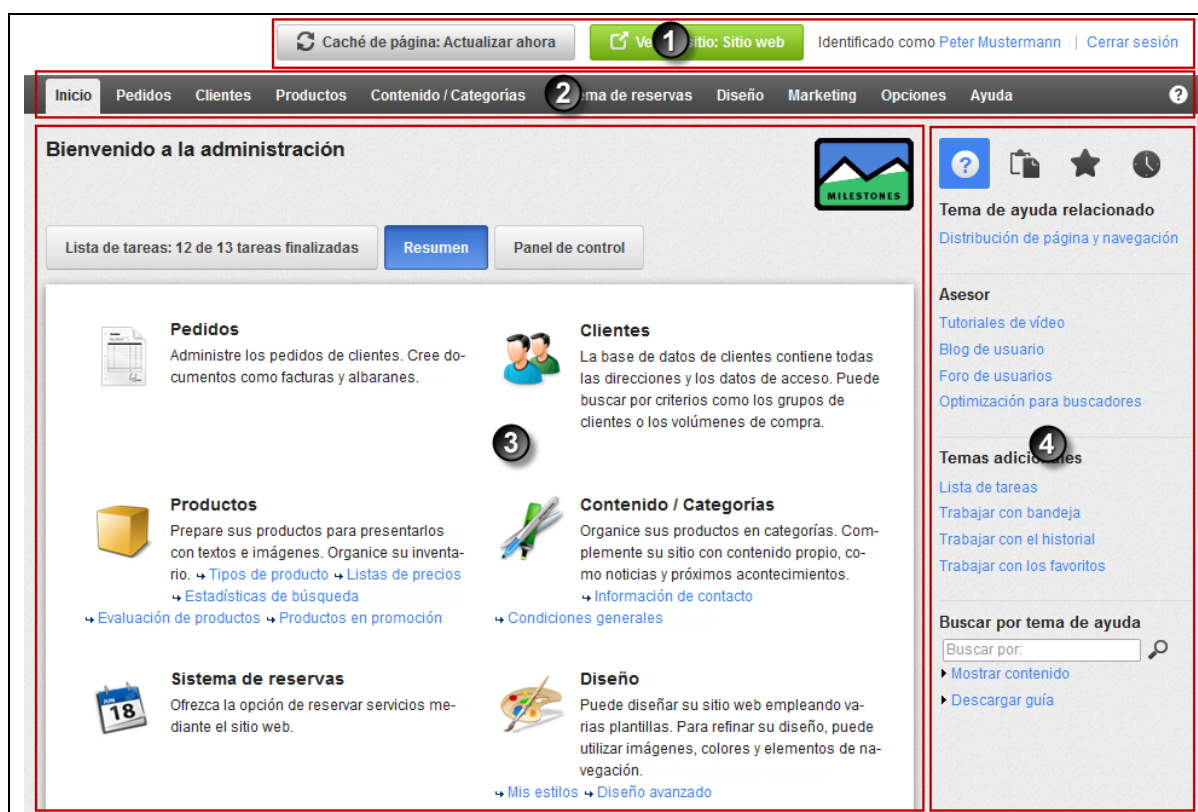 Caché de página: Actualizar ahora
Ve 1 itio: Sitio web
Identificado como Peter Mustermann | Cerrar sesión
Inicio Pedidos Clientes Productos Contenido / Categorías 2 ma de reservas Diseño Marketing Opciones Ayuda ?
Bienvenido a la administración
MILESTONES
Lista de tareas: 12 de 13 tareas finalizadas
Resumen
Panel de control
Pedidos
Administre los pedidos de clientes. Cree do-
cumentos como facturas y albaranes.
Clientes
La base de datos de clientes contiene todas
las direcciones y los datos de acceso. Puede
buscar por criterios como los grupos de
clientes o los volúmenes de compra.
3
Productos
Prepare sus productos para presentarlos
con textos e imágenes. Organice su inventa-
rio. Tipos de producto Listas de precios
Estadísticas de búsqueda
Evaluación de productos Productos en promoción
Contenido / Categorías
Organice sus productos en categorías. Com-
plemente su sitio con contenido propio, co-
mo noticias y próximos acontecimientos.
Información de contacto
Condiciones generales
JUN
18
Sistema de reservas
Ofrezca la opción de reservar servicios me-
diante el sitio web.
Diseño
Puede diseñar su sitio web empleando va-
rias plantillas. Para refinar su diseño, puede
utilizar imágenes, colores y elementos de na-
vegación.
Mis estilos Diseño avanzado
?
Tema de ayuda relacionado
Distribución de página y navegación
Asesor
Tutoriales de vídeo
Blog de usuario
Foro de usuarios
Optimización para buscadores
4
Temas adicionales
Lista de tareas
Trabajar con bandeja
Trabajar con el historial
Trabajar con los favoritos
Buscar por tema de ayuda
Buscar por:
Mostrar contenido
Descargar guía